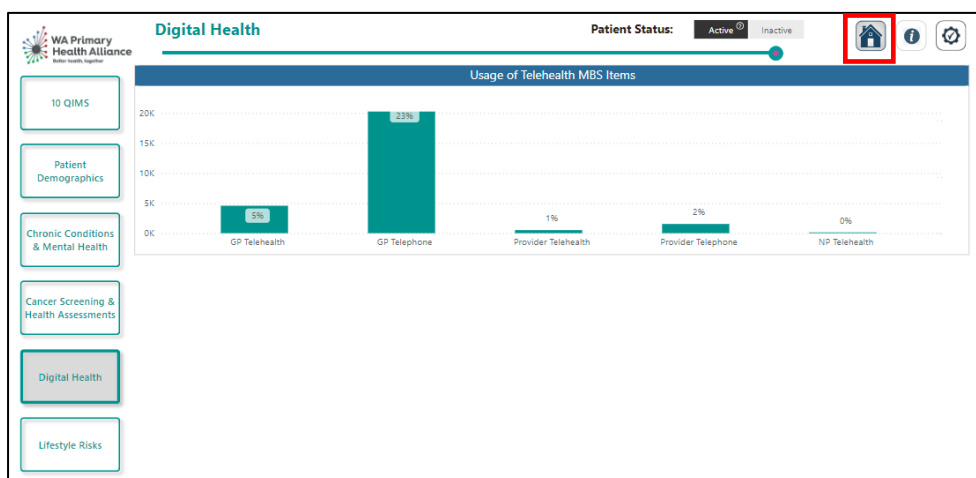 WA Primary
Health Alliance
Better health, together
Digital Health
Patient Status:
Active
Inactive
Usage of Telehealth MBS Items
10 QIMS
Patient
Demographics
Chronic Conditions
& Mental Health
Cancer Screening &
Health Assessments
Digital Health
Lifestyle Risks
20K
15K
10K
5K
0K
5%
23%
1%
2%
0%
GP Telehealth
GP Telephone
Provider Telehealth
Provider Telephone
NP Telehealth